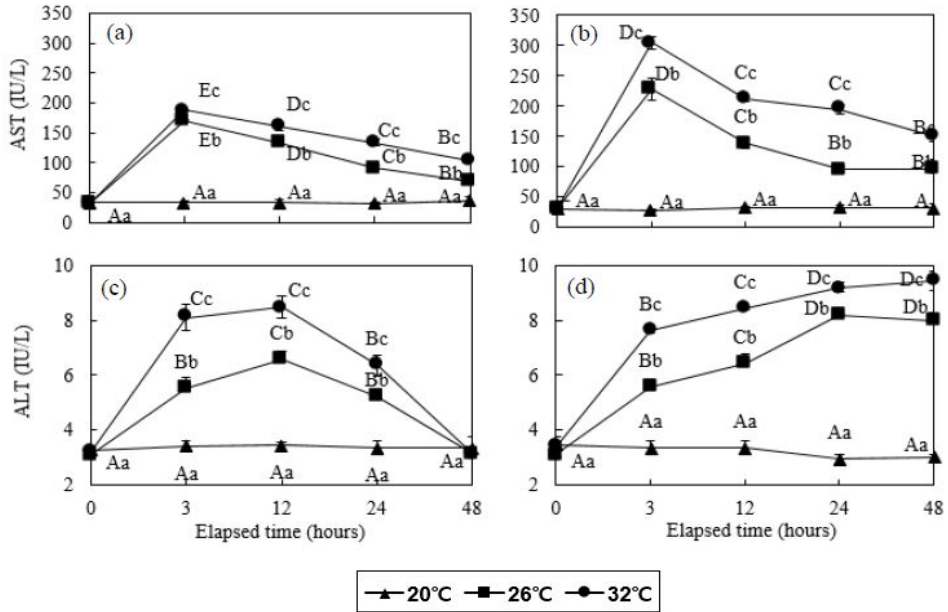 AST (IU/L)
350
300
250
200
150
100
50
0
(a)
Ec
Dc
Cc
Bc
Eb
Db
Cb
Bb
Aa
Aa
Aa
Aa
Aa
350
300
250
200
150
100
50
0
(b)
Dc
Cc
Cc
Bc
Db
Cb
Bb
Bb
Aa
Aa
Aa
Aa
A
ALT (IU/L)
10
8
6
4
2
(c)
Cc
Cc
Bc
Bb
Cb
Bb
Aa
Aa
Aa
Aa
Aa
0 3 12 24 48
Elapsed time (hours)
10
8
6
4
2
(d)
Bc
Cc
Dc
Dc
Bb
Cb
Db
Db
Aa
Aa
Aa
Aa
Aa
0 3 12 24 48
Elapsed time (hours)
20℃ 26℃ 32℃